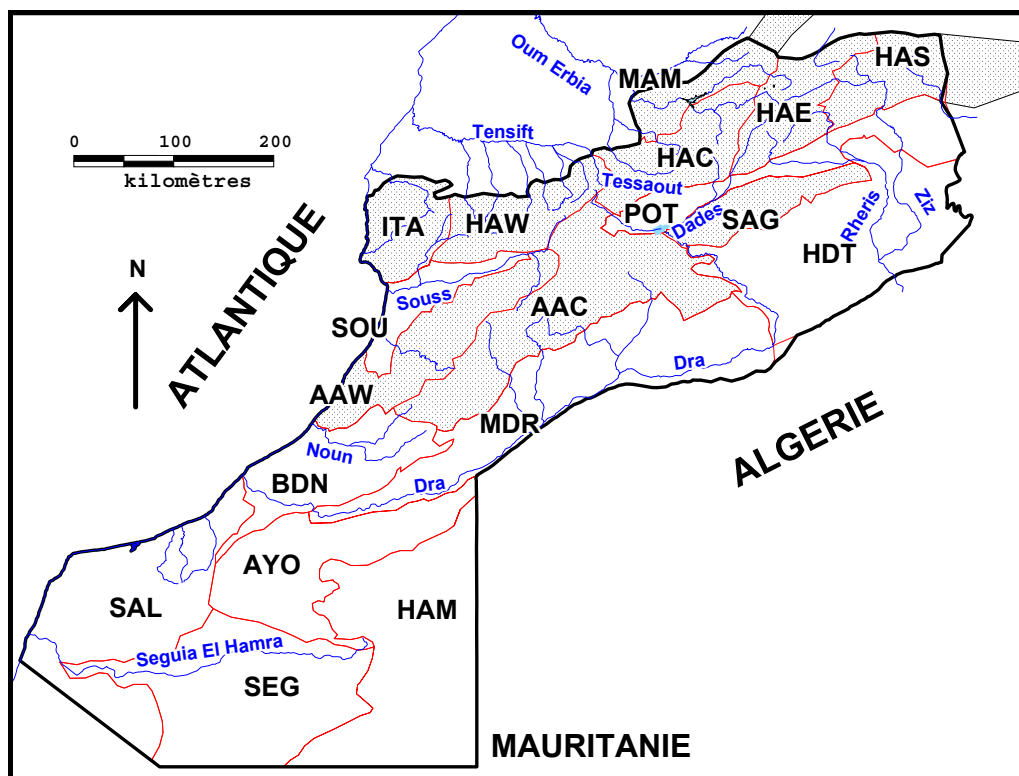 HAS
Oum Erbia
MAM
HAE
Tensift
0 100 200
kilomètres
HAC
Tessaout
POT
Dades
SAG
Rheris
Ziz
ITA
HAW
HDT
N
ATLANTIQUE
Souss
AAC
SOU
Dra
AAW
MDR
ALGERIE
Noun
BDN
Dra
AYO
SAL
HAM
Seguia El Hamra
SEG
MAURITANIE